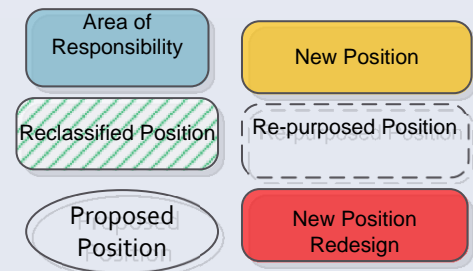 Area of
Responsibility
New Position
Reclassified Position
Re-purposed Position
Proposed
Position
New Position
Redesign